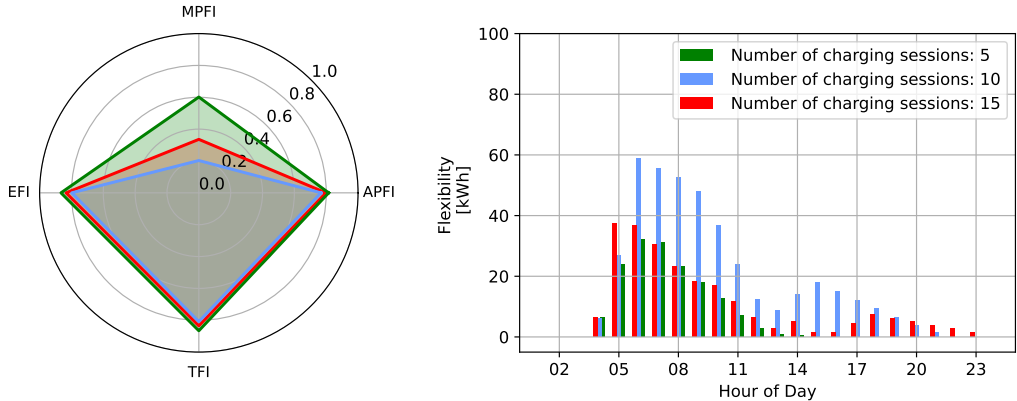 MPFI
1.0
0.8
0.6
0.4
0.2
0.0
EFI
APFI
TFI
100
80
60
40
20
0
Flexibility
[kWh]
Number of charging sessions: 5
Number of charging sessions: 10
Number of charging sessions: 15
02 05 08 11 14 17 20 23
Hour of Day